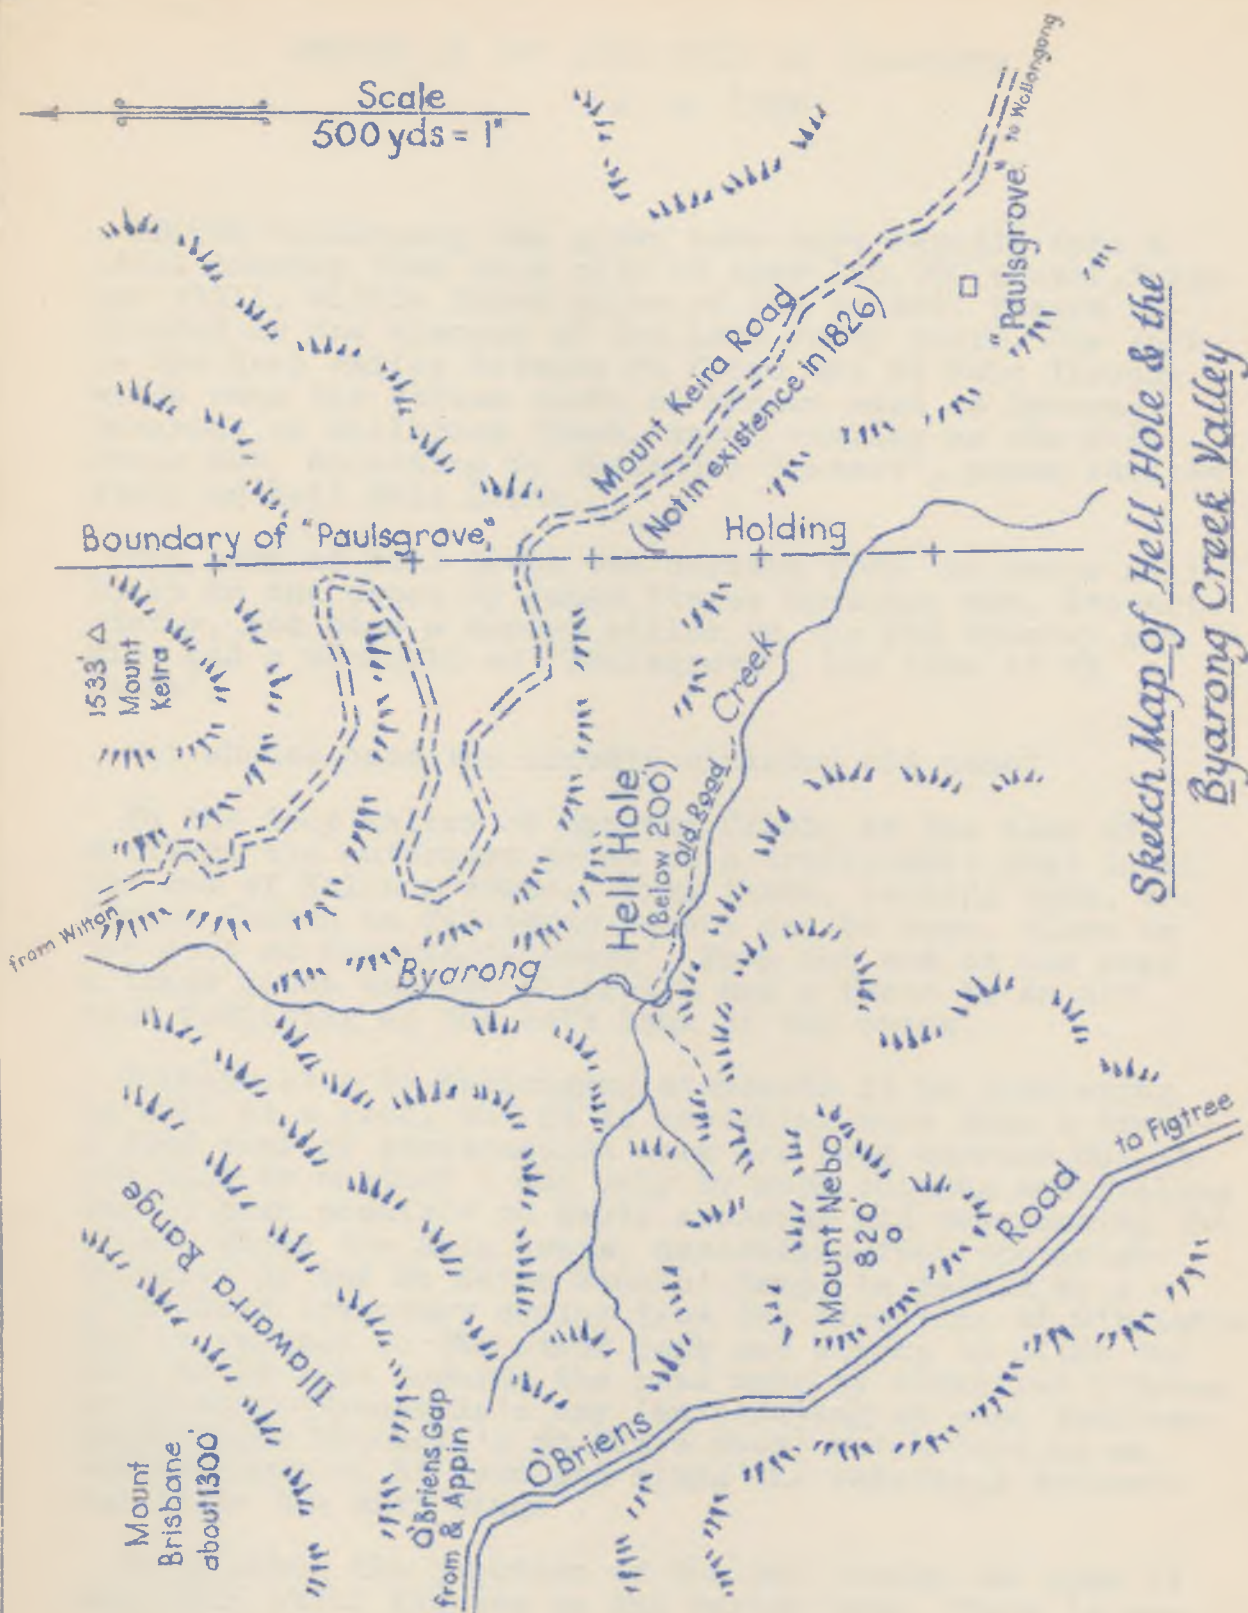 Scale
500 yds = 1"
to Wollongong
"Paulsgrove"
Mount Keira Road
(Not in existence in 1826)
Boundary of "Paulsgrove" Holding
1533'
Mount
Keira
from Wilton
Hell Hole
(Below 200')
Old Road
Creek
Byarong
Sketch Map of Hell Hole & the
Byarong Creek Valley
Illawarra Range
Mount Nebo
820'
to Figtree
O'Briens Road
Mount
Brisbane
about 1300'
O'Briens Gap
from & Appin